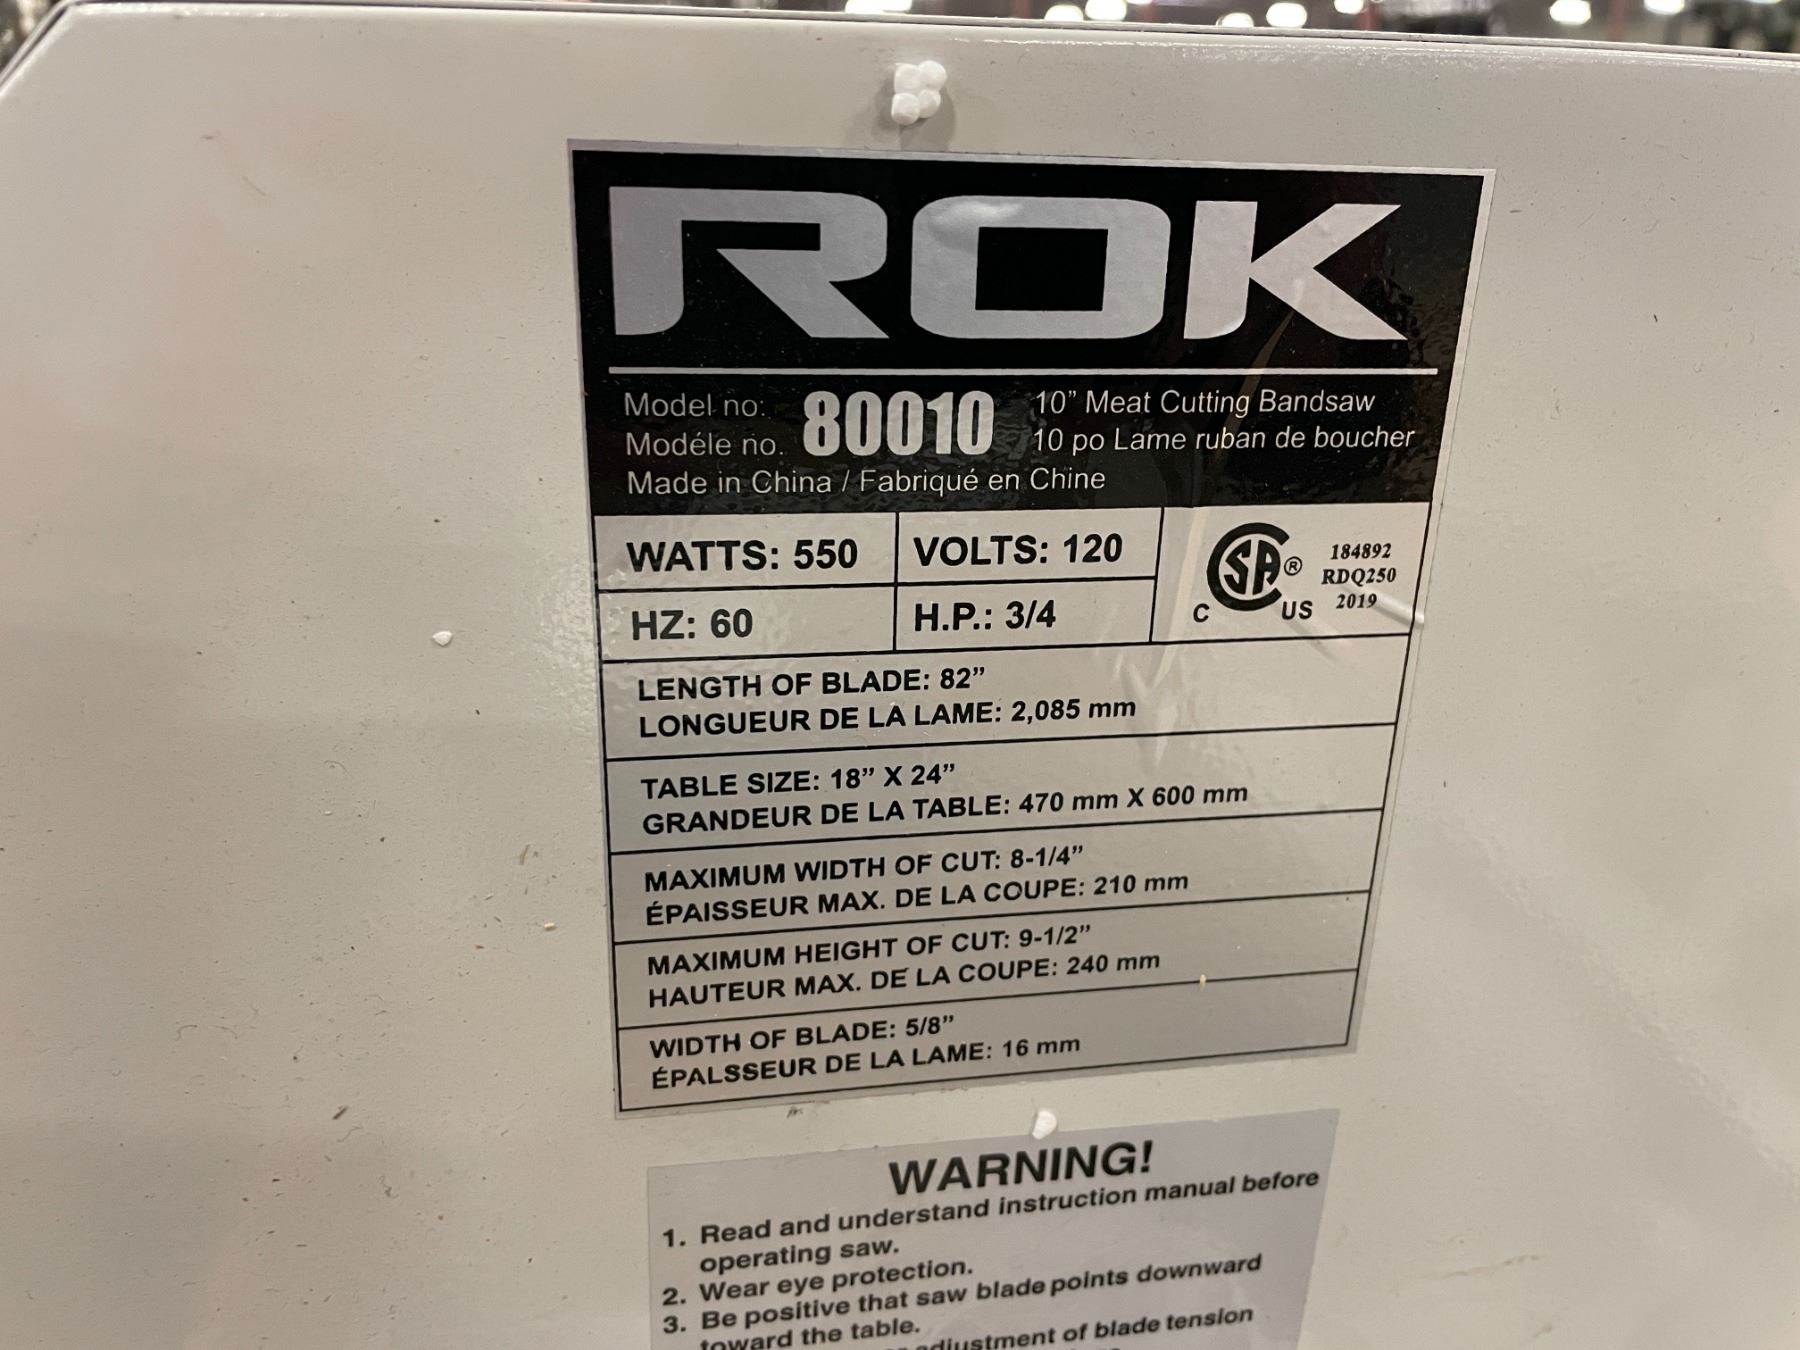 ROK
Model no:
Modéle no. 80010
10” Meat Cutting Bandsaw
10 po Lame ruban de boucher
Made in China / Fabriqué en Chine
WATTS: 550
VOLTS: 120
HZ: 60
H.P.: 3/4
CSA®
C US
184892
RDQ250
2019
LENGTH OF BLADE: 82”
LONGUEUR DE LA LAME: 2,085 mm
TABLE SIZE: 18” X 24”
GRANDEUR DE LA TABLE: 470 mm X 600 mm
MAXIMUM WIDTH OF CUT: 8-1/4”
ÉPAISSEUR MAX. DE LA COUPE: 210 mm
MAXIMUM HEIGHT OF CUT: 9-1/2”
HAUTEUR MAX. DE LA COUPE: 240 mm
WIDTH OF BLADE: 5/8”
ÉPALSSEUR DE LA LAME: 16 mm
WARNING!
1. Read and understand instruction manual before
operating saw.
2. Wear eye protection.
3. Be positive that saw blade points downward
toward the table.
adjustment of blade tension